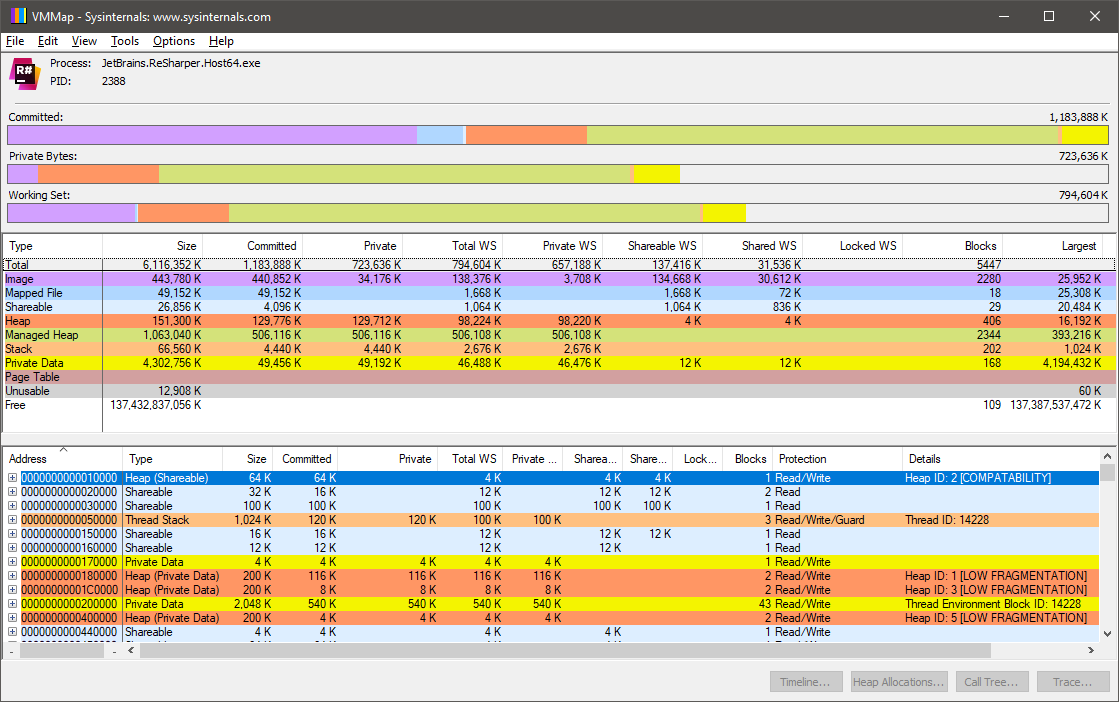 VMMap - Sysinternals: www.sysinternals.com
File Edit View Tools Options Help
R#
Process: JetBrains.ReSharper.Host64.exe
PID: 2388
Committed: 1,183,888 K
Private Bytes: 723,636 K
Working Set: 794,604 K
Type Size Committed Private Total WS Private WS Shareable WS Shared WS Locked WS Blocks Largest
Total 6,116,352 K 1,183,888 K 723,636 K 794,604 K 657,188 K 137,416 K 31,536 K 5447
Image 443,780 K 440,852 K 34,176 K 138,376 K 3,708 K 134,668 K 30,612 K 2280 25,952 K
Mapped File 49,152 K 49,152 K 1,668 K 1,668 K 72 K 18 25,308 K
Shareable 26,856 K 4,096 K 1,064 K 1,064 K 836 K 29 20,484 K
Heap 151,300 K 129,776 K 129,712 K 98,224 K 98,220 K 4 K 4 K 406 16,192 K
Managed Heap 1,063,040 K 506,116 K 506,116 K 506,108 K 506,108 K 2344 393,216 K
Stack 66,560 K 4,440 K 4,440 K 2,676 K 2,676 K 202 1,024 K
Private Data 4,302,756 K 49,456 K 49,192 K 46,488 K 46,476 K 12 K 12 K 168 4,194,432 K
Page Table
Unusable 12,908 K 60 K
Free 137,432,837,056 K 109 137,387,537,472 K
Address Type Size Committed Private Total WS Private ... Sharea... Share... Lock... Blocks Protection Details
0000000000010000 Heap (Shareable) 64 K 64 K 4 K 4 K 4 K 1 Read/Write Heap ID: 2 [COMPATABILITY]
0000000000020000 Shareable 32 K 16 K 12 K 12 K 12 K 2 Read
0000000000030000 Shareable 100 K 100 K 100 K 100 K 100 K 1 Read
0000000000050000 Thread Stack 1,024 K 120 K 120 K 100 K 100 K 3 Read/Write/Guard Thread ID: 14228
0000000000150000 Shareable 16 K 16 K 12 K 12 K 12 K 1 Read
0000000000160000 Shareable 12 K 12 K 12 K 12 K 1 Read
0000000000170000 Private Data 4 K 4 K 4 K 4 K 4 K 1 Read/Write
0000000000180000 Heap (Private Data) 200 K 116 K 116 K 116 K 116 K 2 Read/Write Heap ID: 1 [LOW FRAGMENTATION]
00000000001C0000 Heap (Private Data) 200 K 8 K 8 K 8 K 8 K 2 Read/Write Heap ID: 3 [LOW FRAGMENTATION]
0000000000200000 Private Data 2,048 K 540 K 540 K 540 K 540 K 43 Read/Write Thread Environment Block ID: 14228
0000000000400000 Heap (Private Data) 200 K 4 K 4 K 4 K 4 K 2 Read/Write Heap ID: 5 [LOW FRAGMENTATION]
0000000000440000 Shareable 4 K 4 K 4 K 4 K 1 Read/Write
Timeline... Heap Allocations... Call Tree... Trace...